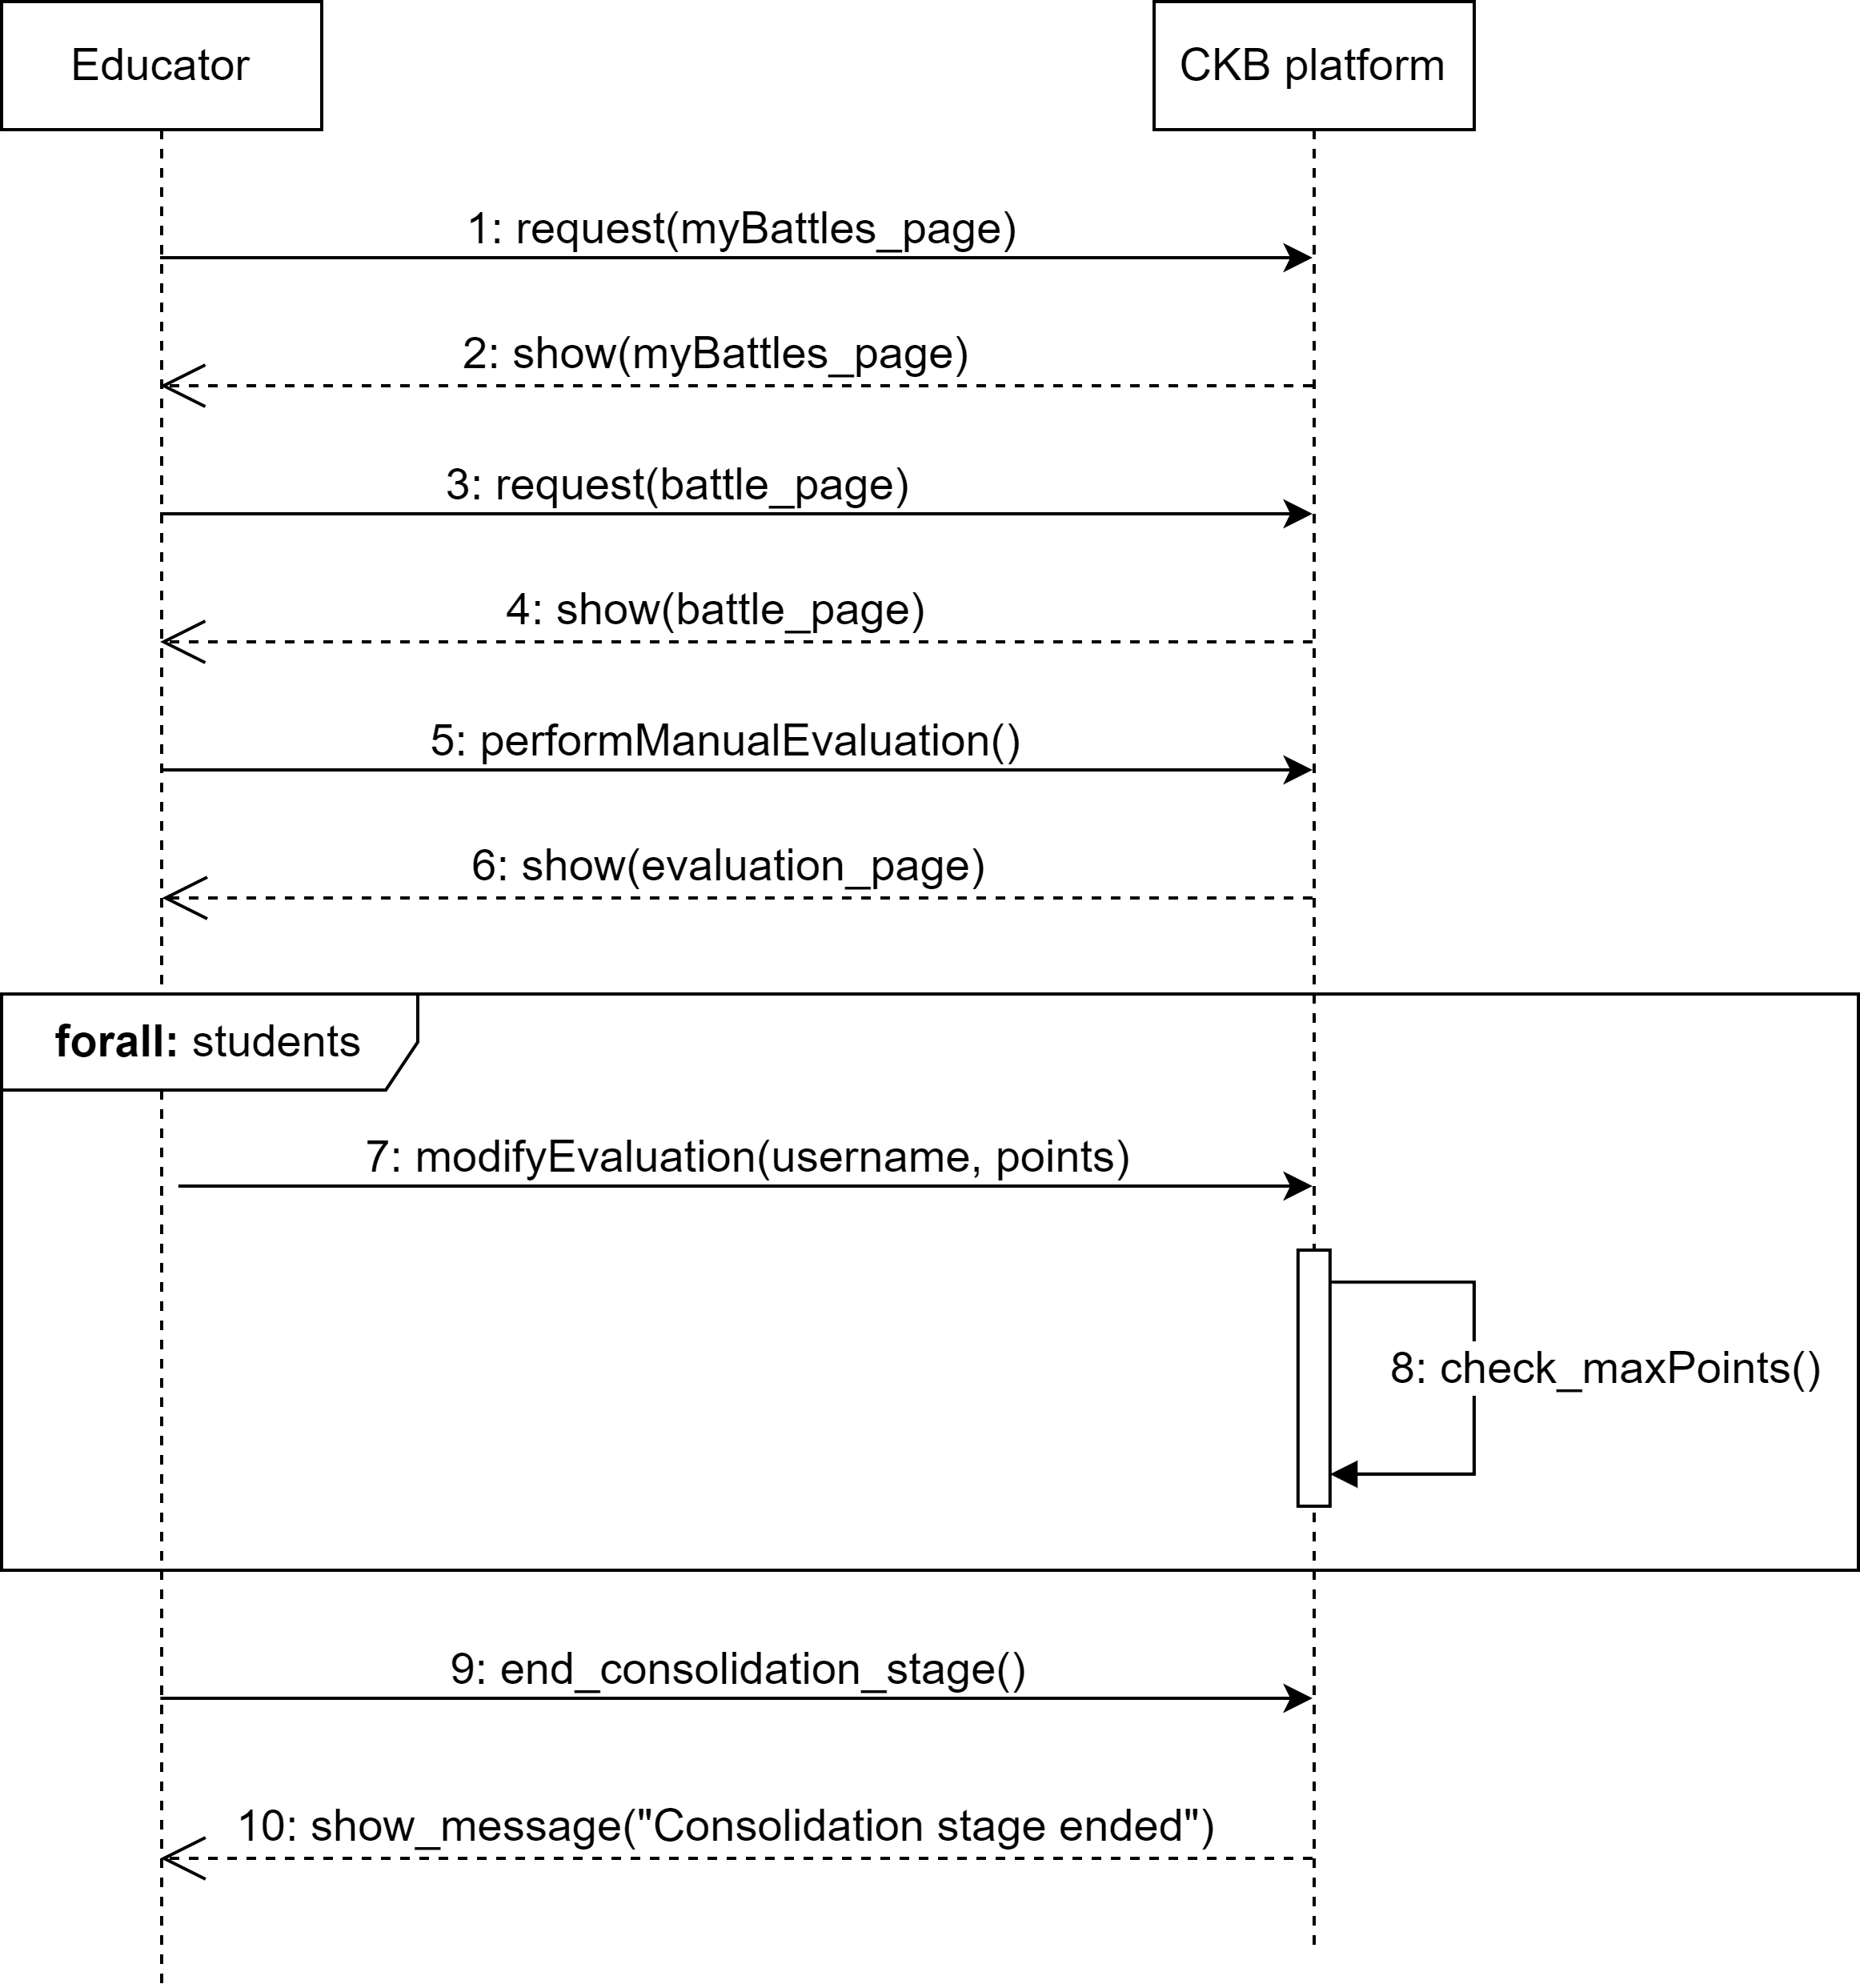 Educator
CKB platform
1: request(myBattles_page)
2: show(myBattles_page)
3: request(battle_page)
4: show(battle_page)
5: performManualEvaluation()
6: show(evaluation_page)
forall: students
7: modifyEvaluation(username, points)
8: check_maxPoints()
9: end_consolidation_stage()
10: show_message("Consolidation stage ended")